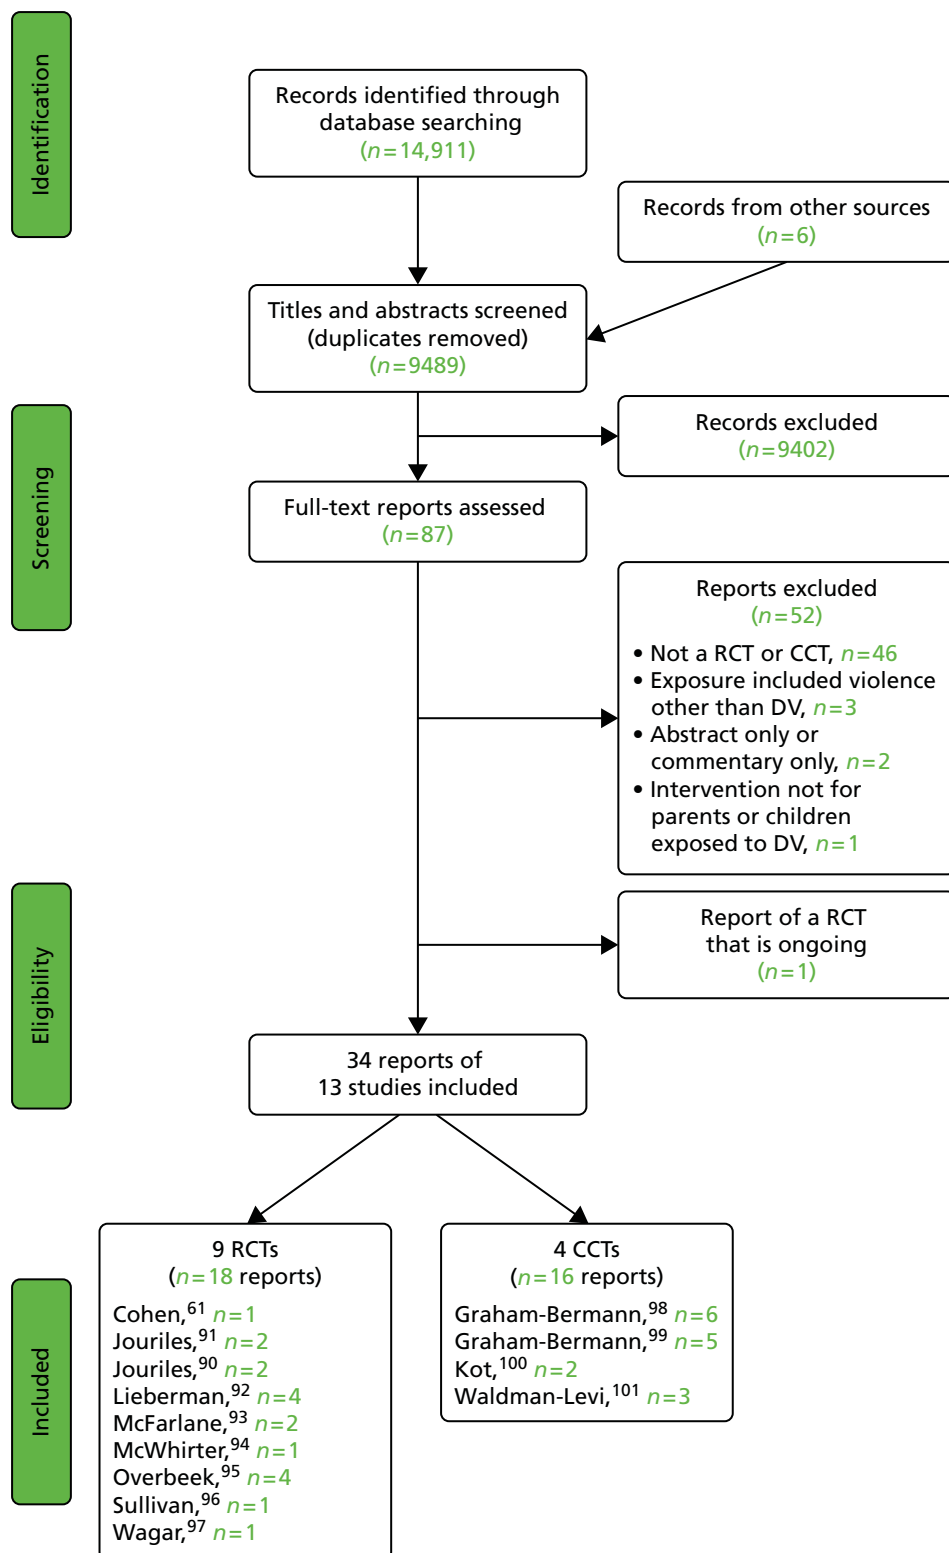 Identification
Records identified through
database searching
(n=14,911)
Records from other sources
(n=6)
Titles and abstracts screened
(duplicates removed)
(n=9489)
Screening
Records excluded
(n=9402)
Full-text reports assessed
(n=87)
Reports excluded
(n=52)
• Not a RCT or CCT, n=46
• Exposure included violence
other than DV, n=3
• Abstract only or
commentary only, n=2
• Intervention not for
parents or children
exposed to DV, n=1
Eligibility
Report of a RCT
that is ongoing
(n=1)
34 reports of
13 studies included
Included
9 RCTs
(n=18 reports)
Cohen,61 n=1
Jouriles,91 n=2
Jouriles,90 n=2
Lieberman,92 n=4
McFarlane,93 n=2
McWhirter,94 n=1
Overbeek,95 n=4
Sullivan,96 n=1
Wagar,97 n=1
4 CCTs
(n=16 reports)
Graham-Bermann,98 n=6
Graham-Bermann,99 n=5
Kot,100 n=2
Waldman-Levi,101 n=3